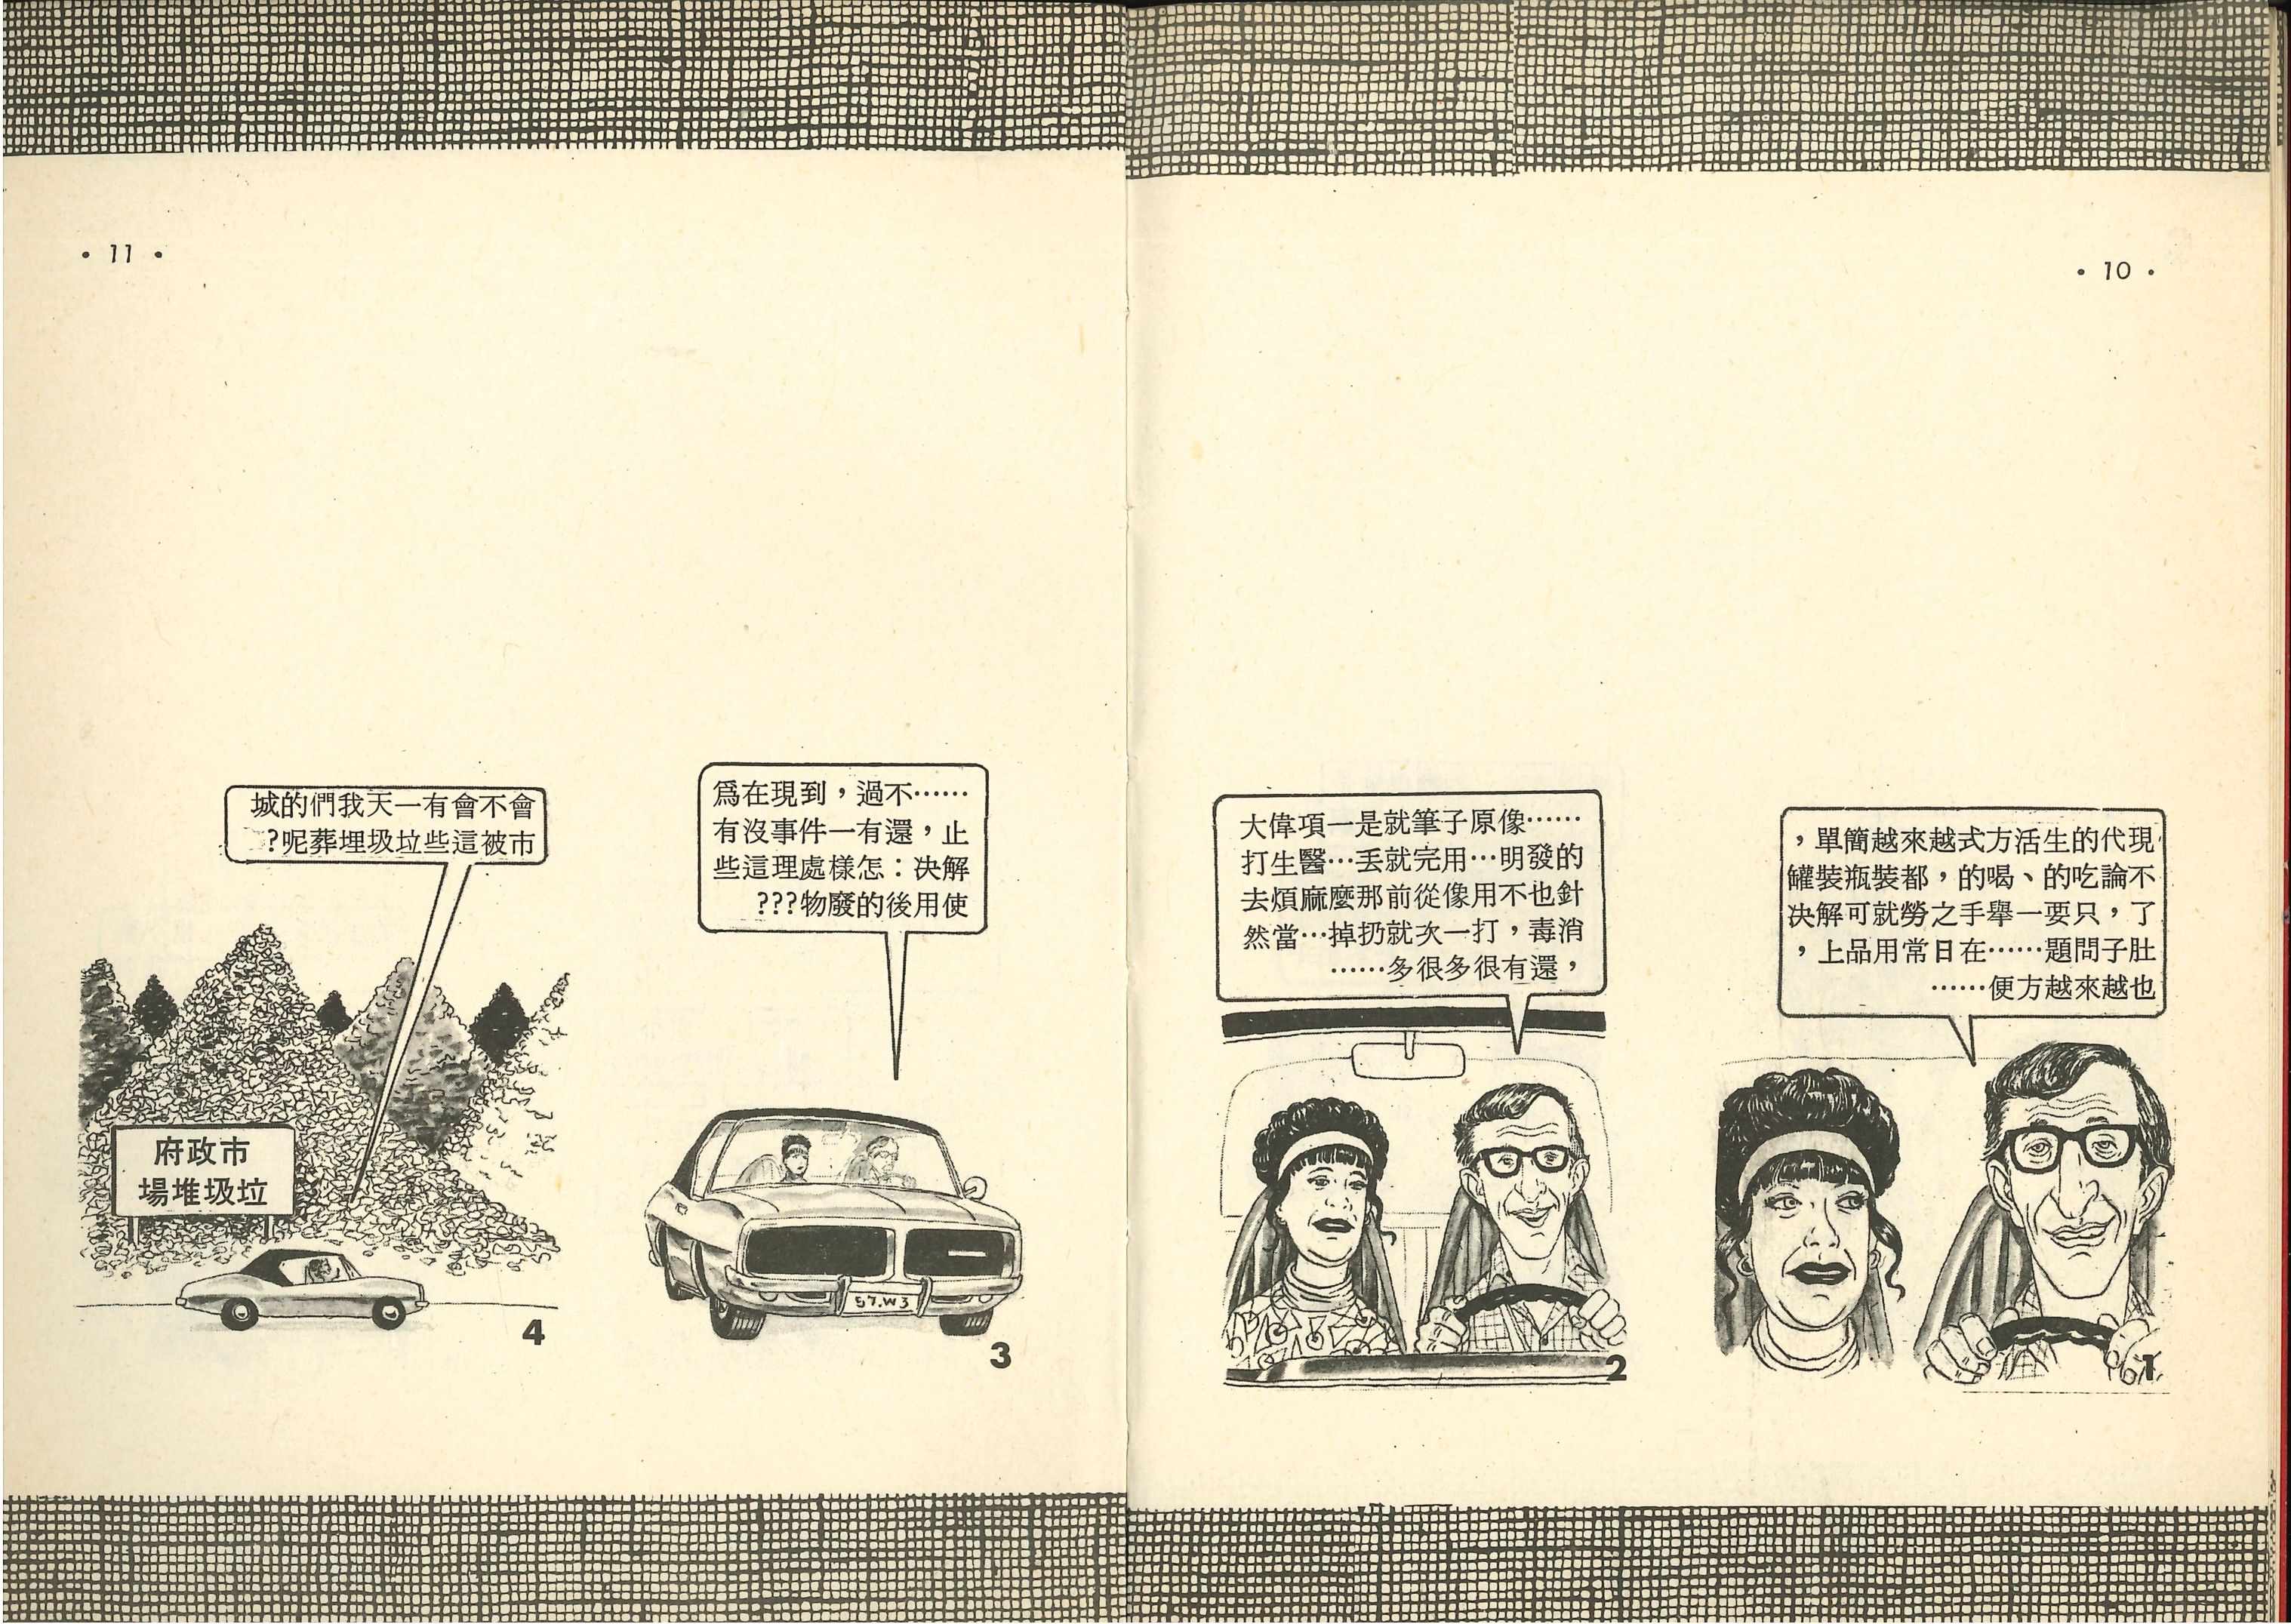 • 10 •
現代的生活方式越來越簡單，
不論吃的、喝的，都裝瓶裝罐
了，只要一舉手之勞就可解决
肚子問題……在日常用品上，
也越來越方便……
1
……像原子筆就是一項偉大
的發明…用完就丟…醫生打
針也不用像從前那麼麻煩去
消毒，打一次就扔掉…當然
，還有很多很多……
2
• 11 •
……不過，到現在爲
止，還有一件事沒有
解决：怎樣處理這些
使用後的廢物???
57.W3
3
會不會有一天我們的城
市被這些垃圾埋葬呢?
市政府
垃圾堆場
4